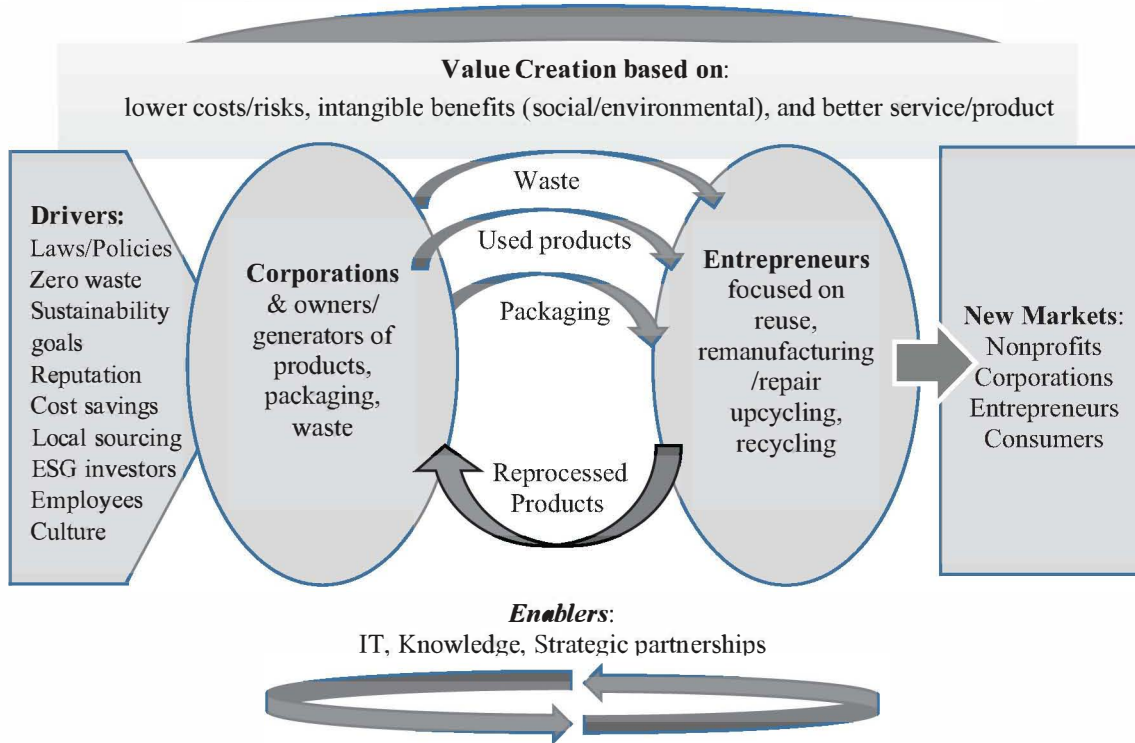 Value Creation based on:
lower costs/risks, intangible benefits (social/environmental), and better service/product
Drivers:
Laws/Policies
Zero waste
Sustainability
goals
Reputation
Cost savings
Local sourcing
ESG investors
Employees
Culture
Corporations
& owners/
generators of
products,
packaging,
waste
Waste
Used products
Packaging
Reprocessed
Products
Entrepreneurs
focused on
reuse,
remanufacturing
/repair
upcycling,
recycling
New Markets:
Nonprofits
Corporations
Entrepreneurs
Consumers
Enablers:
IT, Knowledge, Strategic partnerships